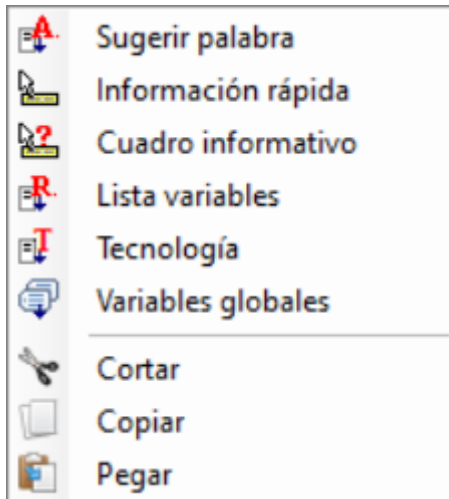 Sugerir palabra
Información rápida
Cuadro informativo
Lista variables
Tecnología
Variables globales
Cortar
Copiar
Pegar